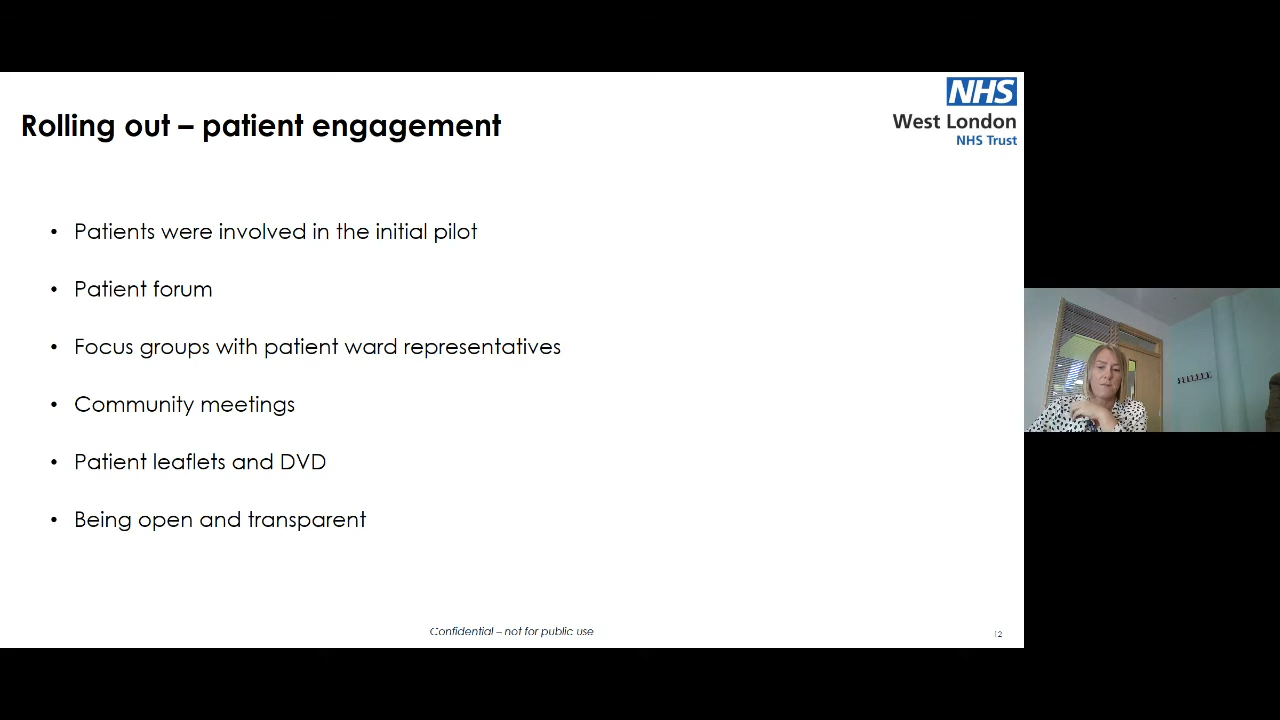 NHS
West London
NHS Trust
Rolling out – patient engagement
• Patients were involved in the initial pilot
• Patient forum
• Focus groups with patient ward representatives
• Community meetings
• Patient leaflets and DVD
• Being open and transparent
Confidential – not for public use
12